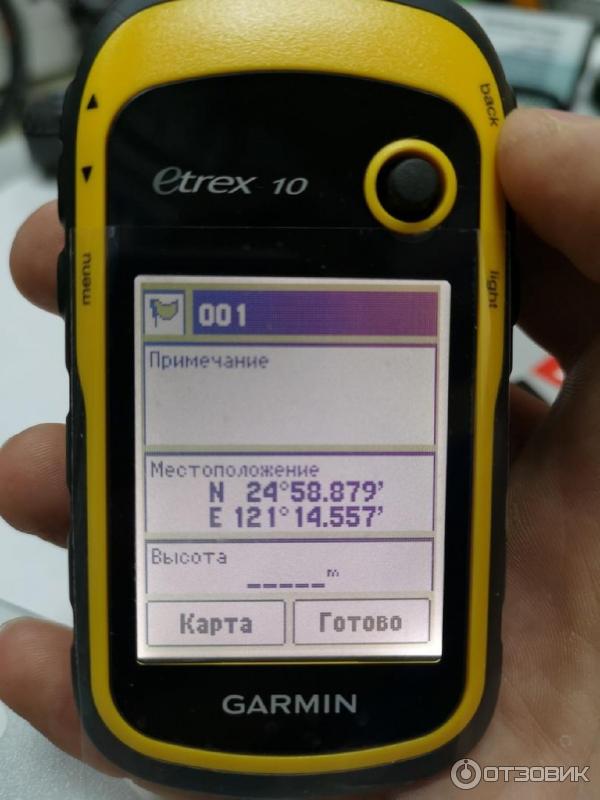 back
etrex 10
menu
light
001
Примечание
Местоположение
N 24°58.879'
E 121°14.557'
Высота
_____m
Карта Готово
GARMIN
ОТЗОВИК